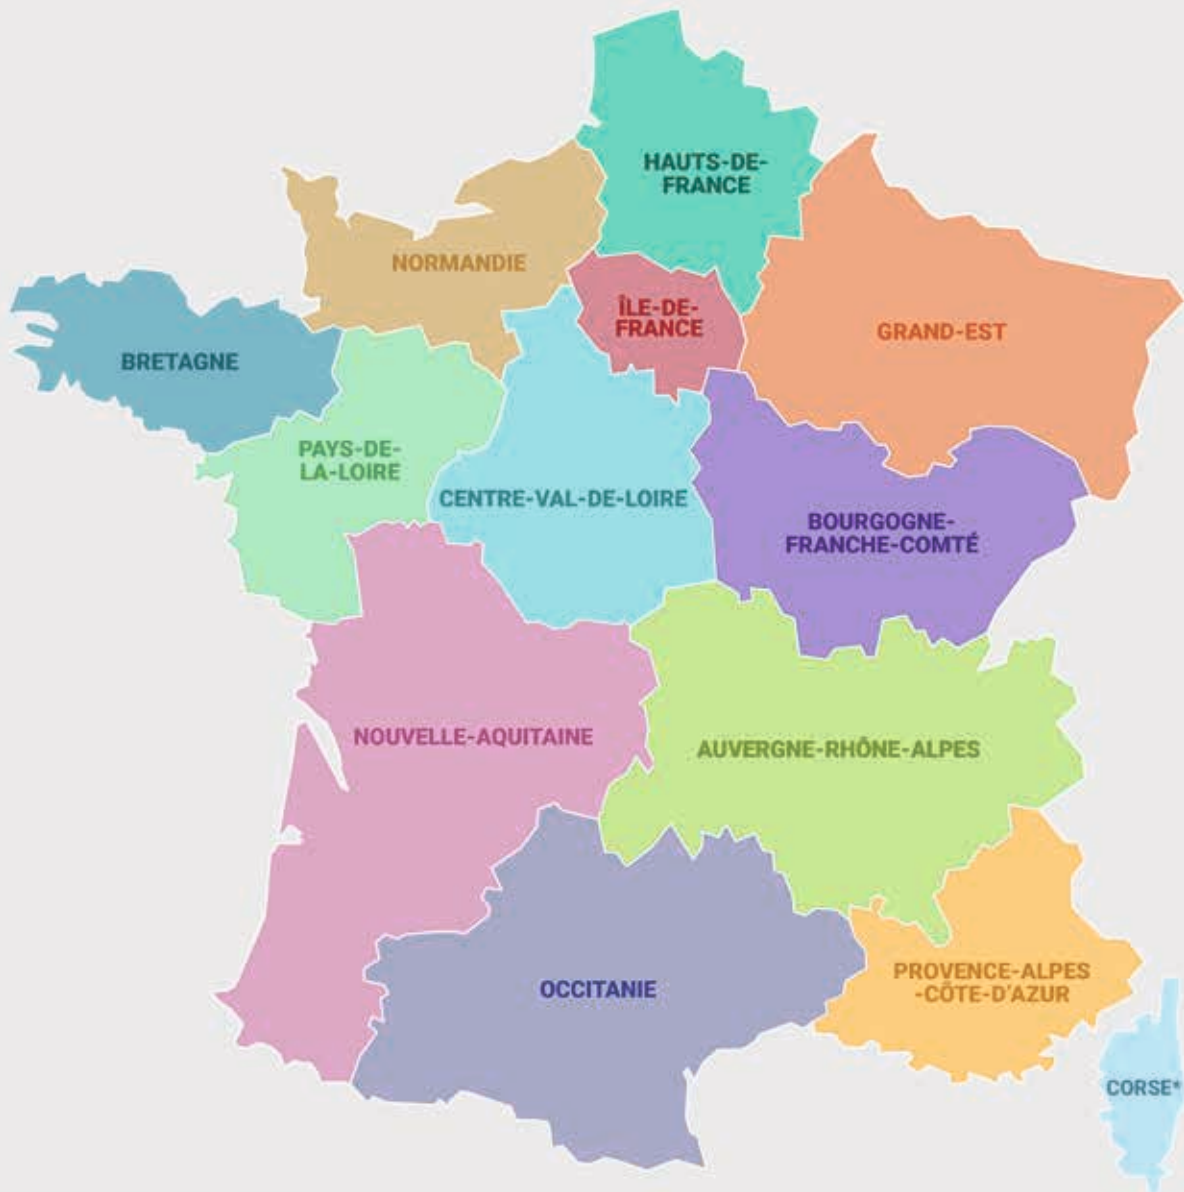 HAUTS-DE-
FRANCE
NORMANDIE
ÎLE-DE-
FRANCE
GRAND-EST
BRETAGNE
PAYS-DE-
LA-LOIRE
CENTRE-VAL-DE-LOIRE
BOURGOGNE-
FRANCHE-COMTÉ
NOUVELLE-AQUITAINE
AUVERGNE-RHÔNE-ALPES
OCCITANIE
PROVENCE-ALPES
-CÔTE-D'AZUR
CORSE*